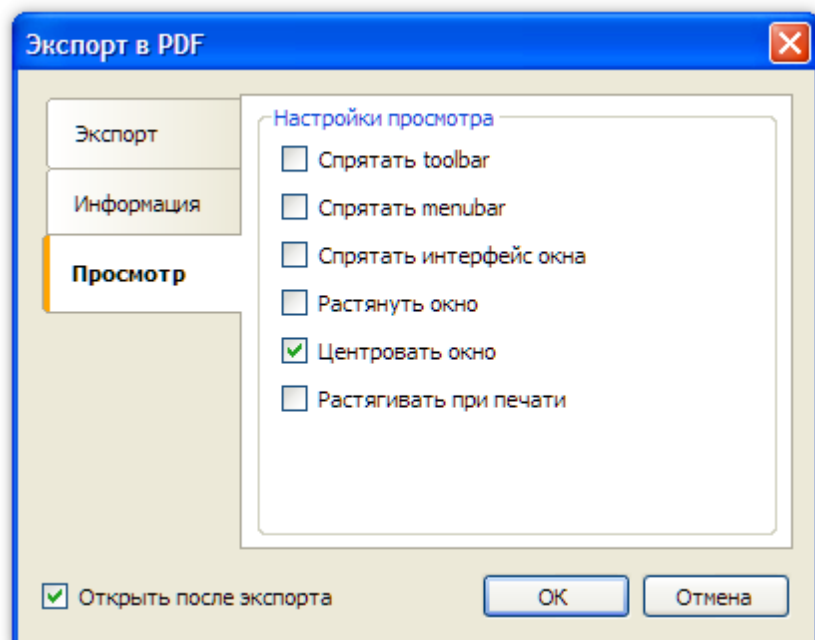 Экспорт в PDF
Экспорт
Информация
Просмотр
Настройки просмотра
Спрятать toolbar
Спрятать menubar
Спрятать интерфейс окна
Растянуть окно
Центровать окно
Растягивать при печати
Открыть после экспорта
OK
Отмена